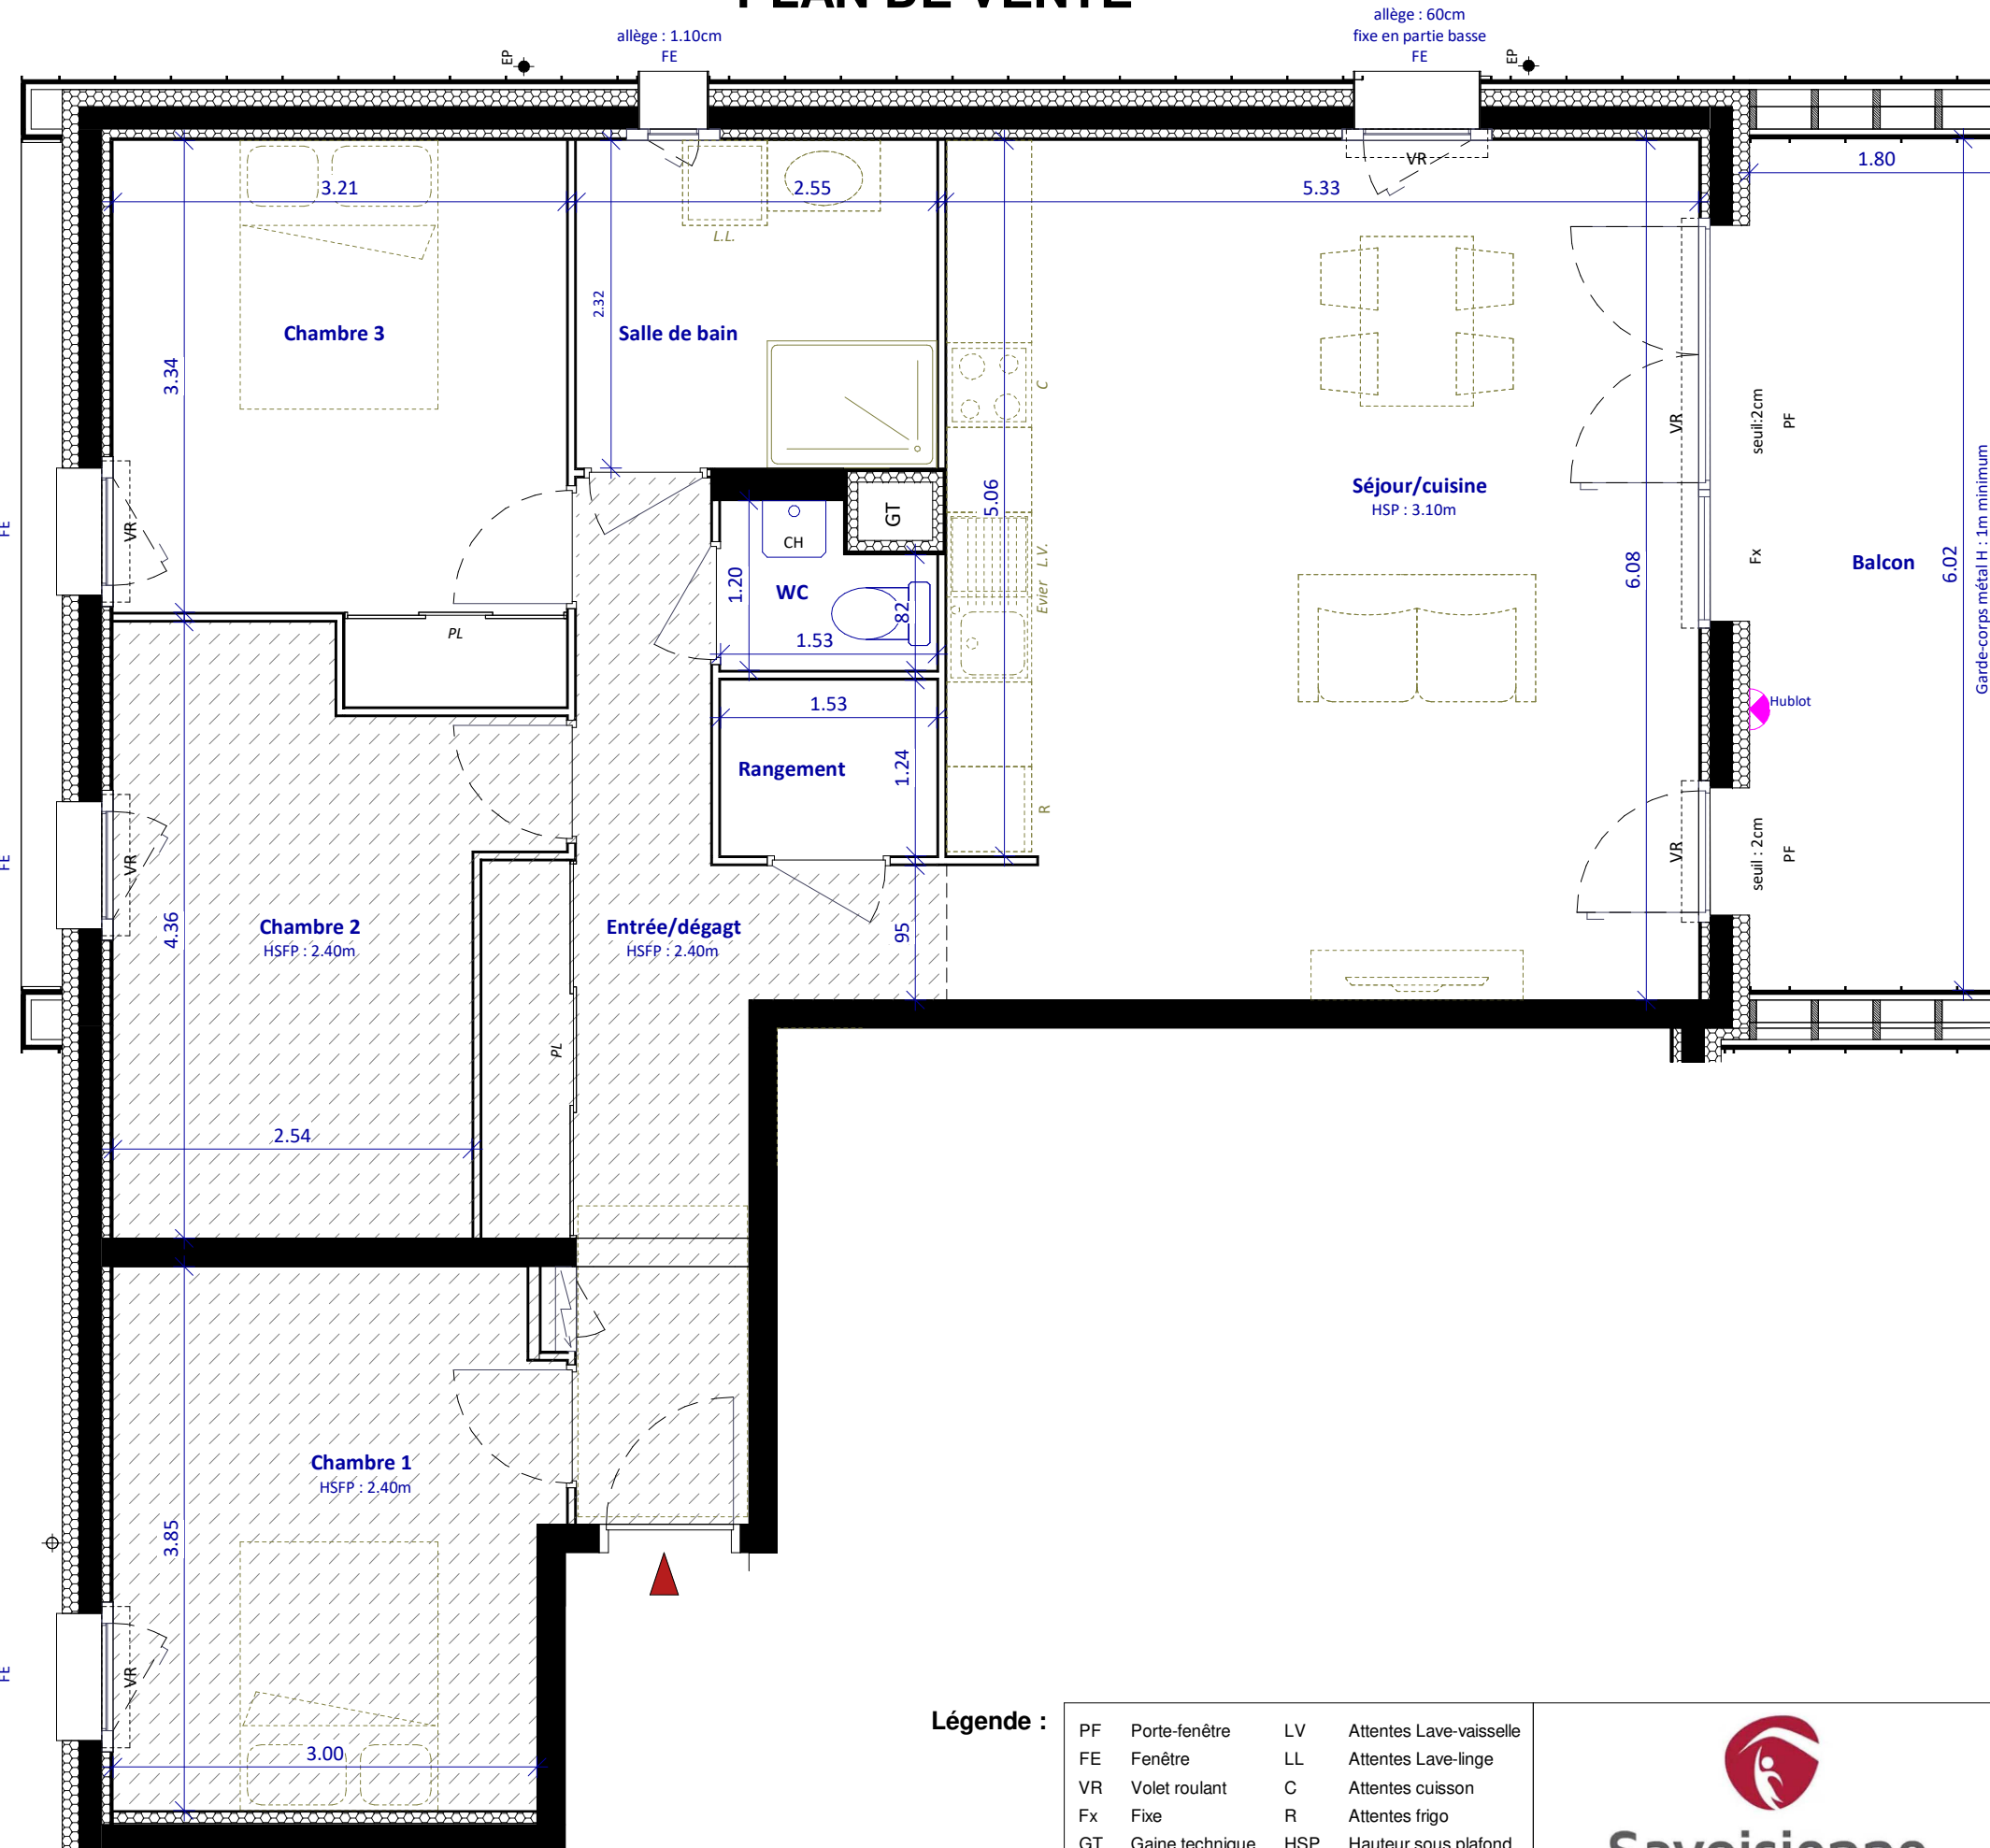 PLAN DE VENTE
allège : 1.10cm
FE
allège : 60cm
fixe en partie basse
FE
EP
EP
VR
1.80
3.21
2.55
5.33
L.L.
2.32
Chambre 3
Salle de bain
3.34
C
VR
seuil:2cm
PF
Séjour/cuisine
HSP : 3.10m
5.06
GT
CH
FE
VR
WC
1.20
82
1.53
Evier L.V.
6.08
Fx
Balcon
6.02
Garde-corps métal H : 1m minimum
PL
Hublot
1.53
Rangement
1.24
R
FE
VR
VR
seuil : 2cm
PF
Chambre 2
HSFP : 2.40m
4.36
Entrée/dégagt
HSFP : 2.40m
95
PL
2.54
Chambre 1
HSFP : 2.40m
3.85
FE
VR
3.00
Légende :
PF Porte-fenêtre LV Attentes Lave-vaisselle
FE Fenêtre LL Attentes Lave-linge
VR Volet roulant C Attentes cuisson
Fx Fixe R Attentes frigo
GT Gaine technique HSP Hauteur sous plafond
Savoisienne